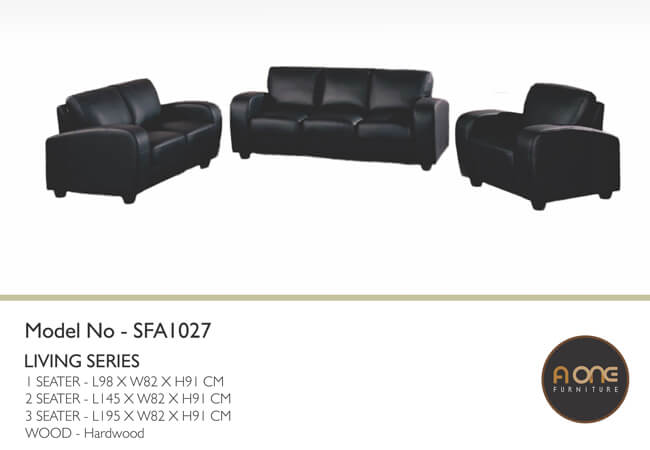 Model No - SFA1027
LIVING SERIES
1 SEATER - L98 X W82 X H91 CM
2 SEATER - L145 X W82 X H91 CM
3 SEATER - L195 X W82 X H91 CM
WOOD - Hardwood
A ONE
FURNITURE